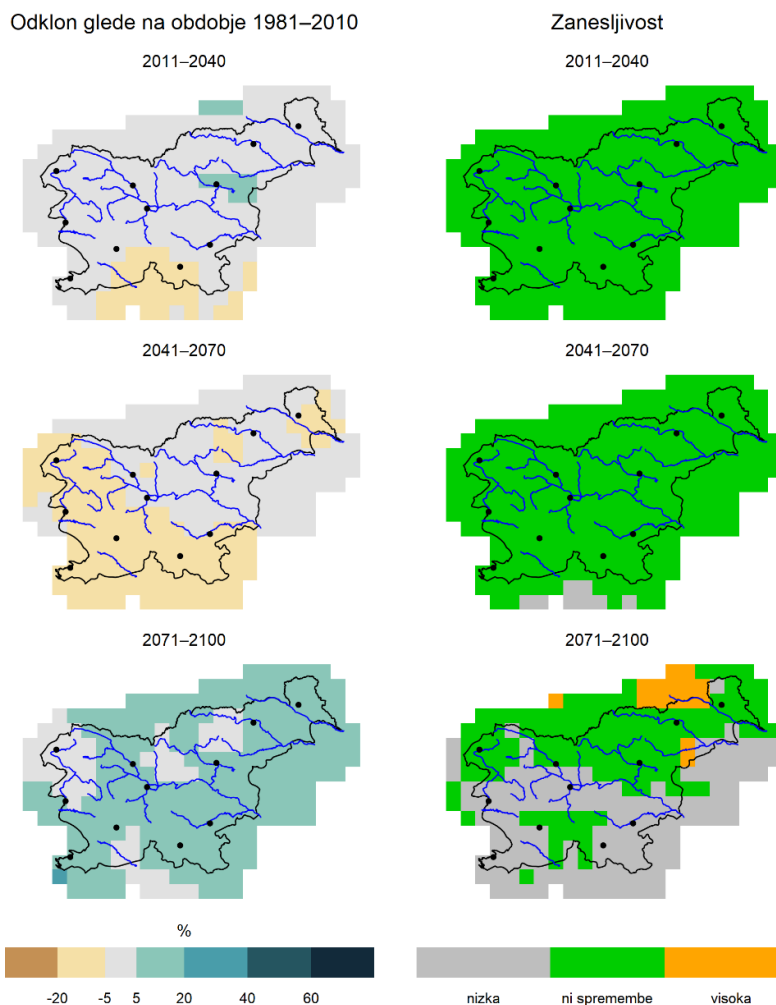 Odklon glede na obdobje 1981–2010
Zanesljivost
2011–2040
2011–2040
2041–2070
2041–2070
2071–2100
2071–2100
%
-20 -5 5 20 40 60
nizka ni spremembe visoka